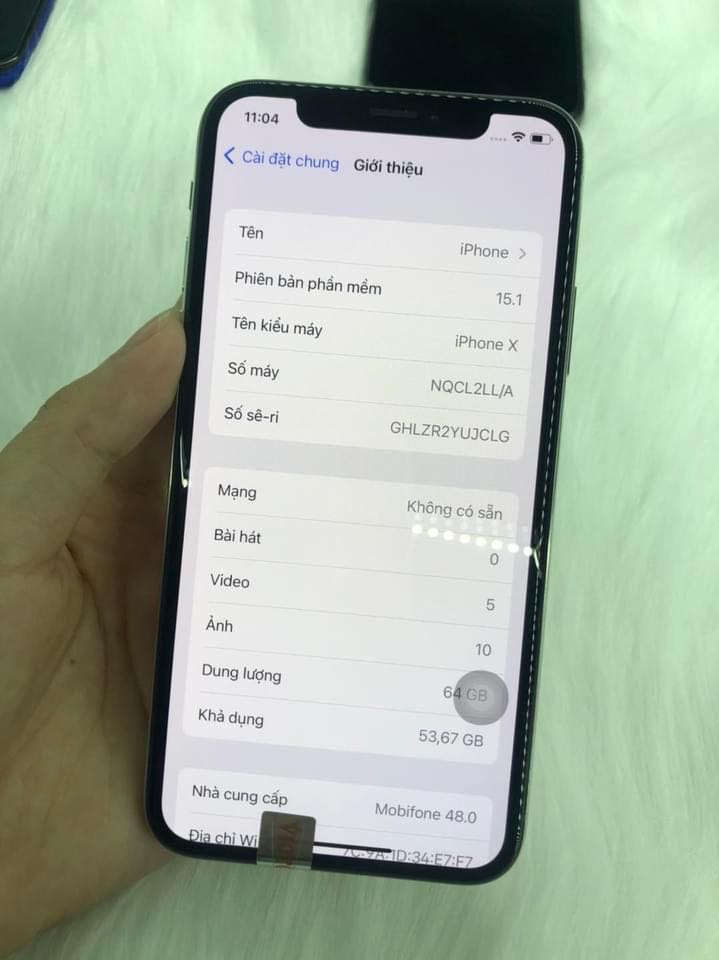 11:04
Cài đặt chung Giới thiệu
Tên iPhone
Phiên bản phần mềm 15.1
Tên kiểu máy iPhone X
Số máy NQCL2LL/A
Số sê-ri GHLZR2YUJCLG
Mạng Không có sẵn
Bài hát 0
Video 5
Ảnh 10
Dung lượng 64 GB
Khả dụng 53,67 GB
Nhà cung cấp Mobifone 48.0
Địa chỉ Wi 7C:9A:1D:34:E7:F7